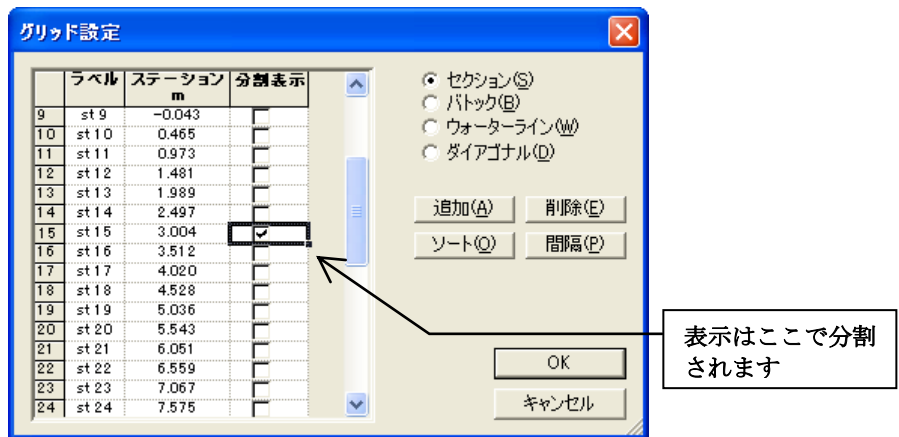 グリッド設定
ラベル ステーション m 分割表示
9 st 9 -0.043
10 st 10 0.465
11 st 11 0.973
12 st 12 1.481
13 st 13 1.989
14 st 14 2.497
15 st 15 3.004
16 st 16 3.512
17 st 17 4.020
18 st 18 4.528
19 st 19 5.036
20 st 20 5.543
21 st 21 6.051
22 st 22 6.559
23 st 23 7.067
24 st 24 7.575
セクション(S)
バトック(B)
ウォーターライン(W)
ダイアゴナル(D)
追加(A) 削除(E)
ソート(O) 間隔(P)
OK
キャンセル
表示はここで分割
されます